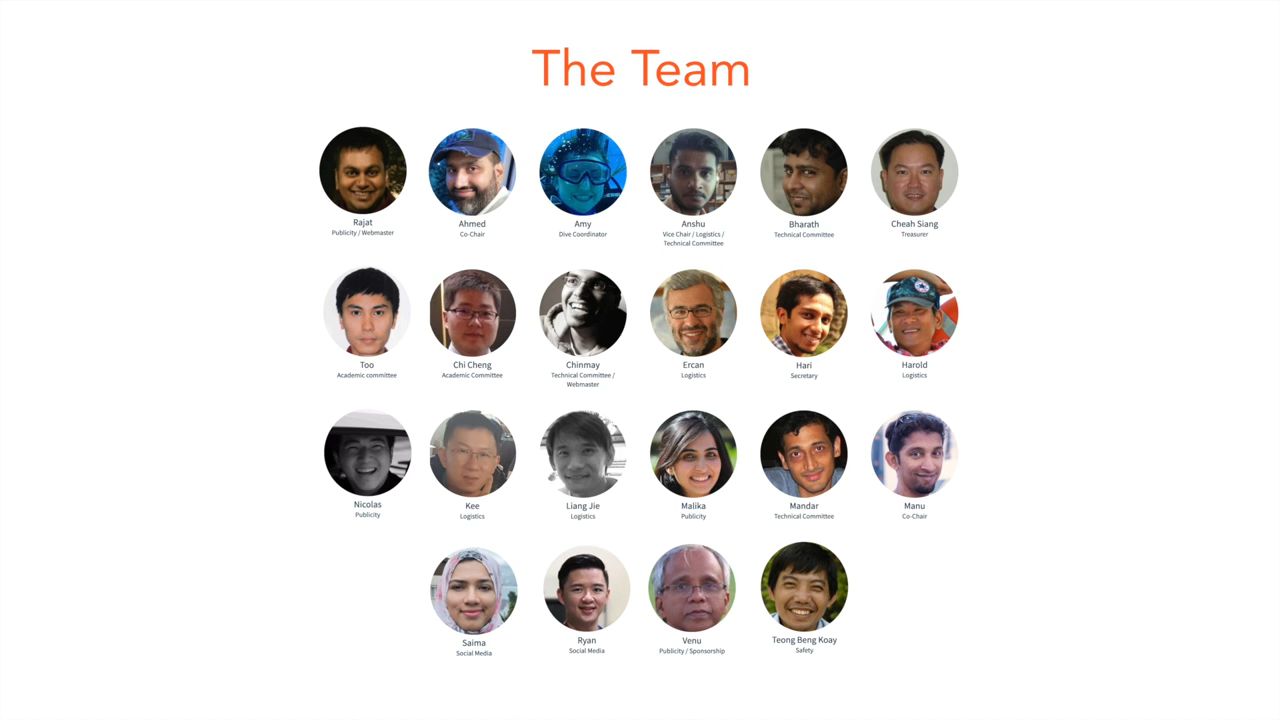 The Team
Rajat
Publicity / Webmaster
Ahmed
Co-Chair
Amy
Dive Coordinator
Anshu
Vice Chair / Logistics /
Technical Committee
Bharath
Technical Committee
Cheah Siang
Treasurer
Too
Academic committee
Chi Cheng
Academic Committee
Chinmay
Technical Committee /
Webmaster
Ercan
Logistics
Hari
Secretary
Harold
Logistics
Nicolas
Publicity
Kee
Logistics
Liang Jie
Logistics
Malika
Publicity
Mandar
Technical Committee
Manu
Co-Chair
Saima
Social Media
Ryan
Social Media
Venu
Publicity / Sponsorship
Teong Beng Koay
Safety